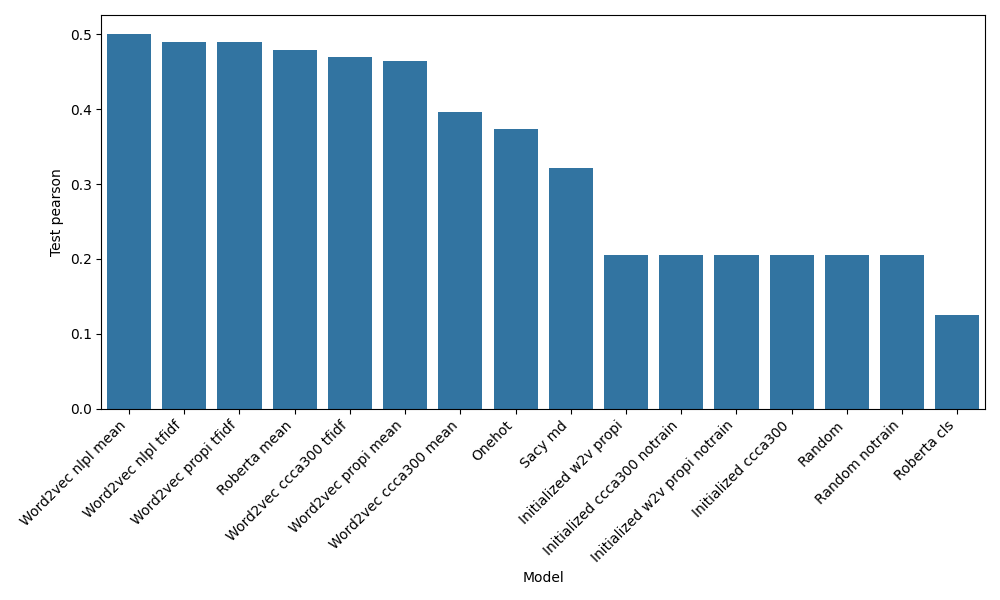 0.5
0.4
0.3
0.2
0.1
0.0
Test pearson
Word2vec nlpl mean
Word2vec nlpl tfidf
Word2vec propi tfidf
Roberta mean
Word2vec ccca300 tfidf
Word2vec propi mean
Word2vec ccca300 mean
Onehot
Sacy md
Initialized w2v propi
Initialized ccca300 notrain
Initialized w2v propi notrain
Initialized ccca300
Random
Random notrain
Roberta cls
Model